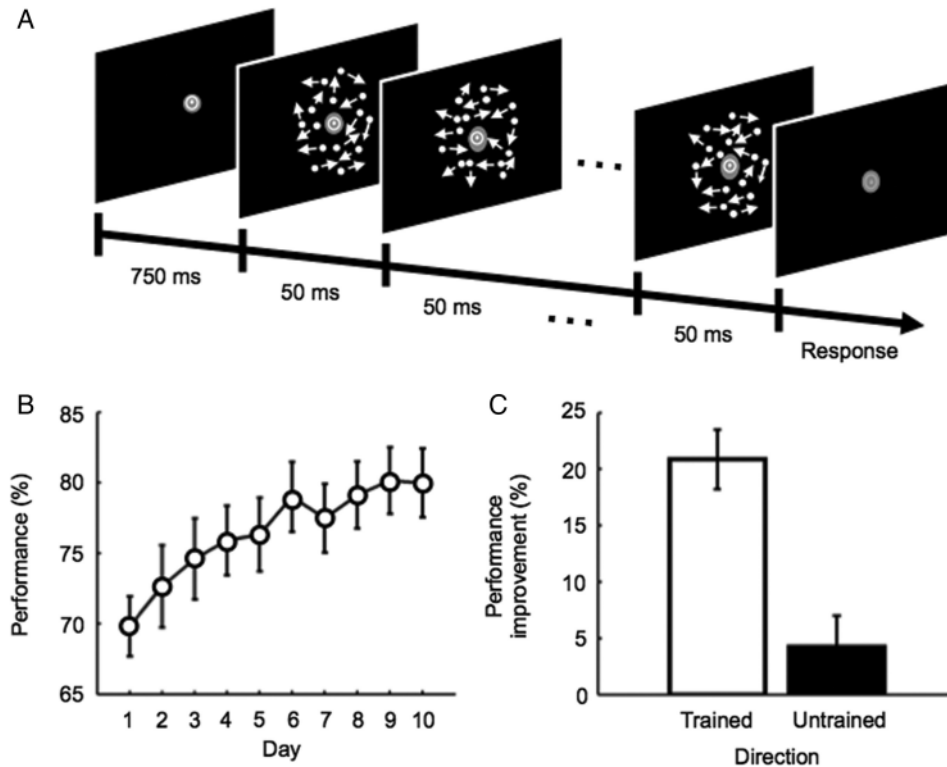 A
750 ms
50 ms
50 ms
50 ms
Response
B
85
80
75
70
65
Performance (%)
1 2 3 4 5 6 7 8 9 10
Day
C
25
20
15
10
5
0
Performance
improvement (%)
Trained Untrained
Direction